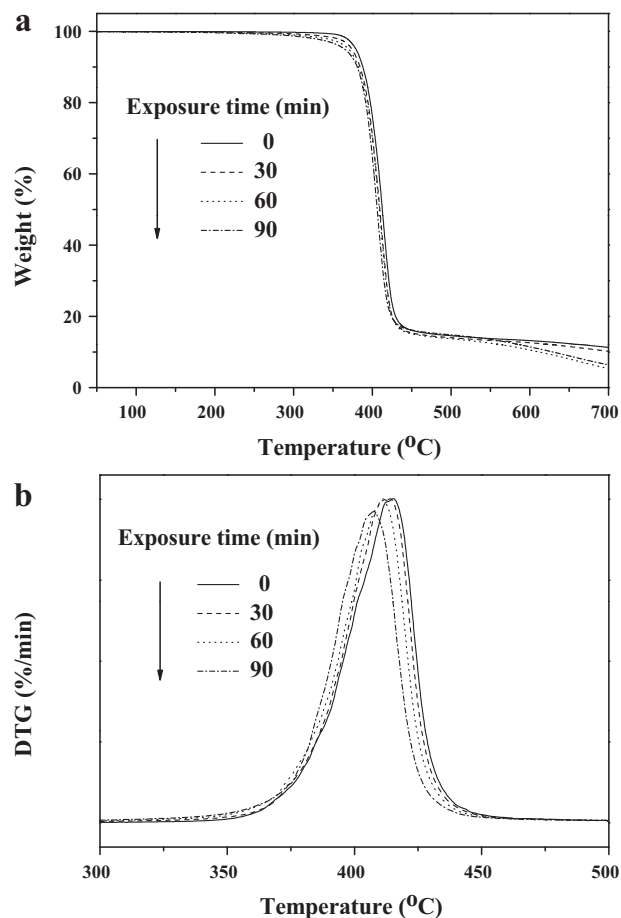 a
100
80
60
40
20
0
Weight (%)
Exposure time (min)
0
30
60
90
100 200 300 400 500 600 700
Temperature (⁰C)
b
DTG (%/min)
Exposure time (min)
0
30
60
90
300 350 400 450 500
Temperature (⁰C)